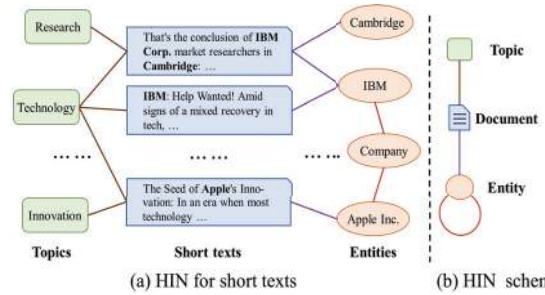 Research
Technology
... ...
Innovation
Topics
That's the conclusion of IBM
Corp. market researchers in
Cambridge: ...
IBM: Help Wanted! Amid
signs of a mixed recovery in
tech, ...
... ...
The Seed of Apple's Inno-
vation: In an era when most
technology ...
Short texts
Cambridge
IBM
... ...
Company
Apple Inc.
Entities
(a) HIN for short texts
Topic
Document
Entity
(b) HIN schem